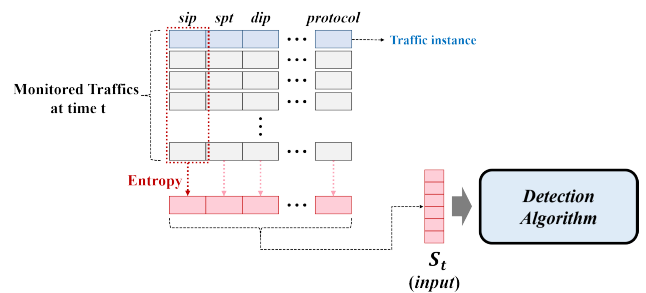 sip spt dip ••• protocol
Traffic instance
Monitored Traffics
at time t
Entropy
S_t
(input)
Detection
Algorithm